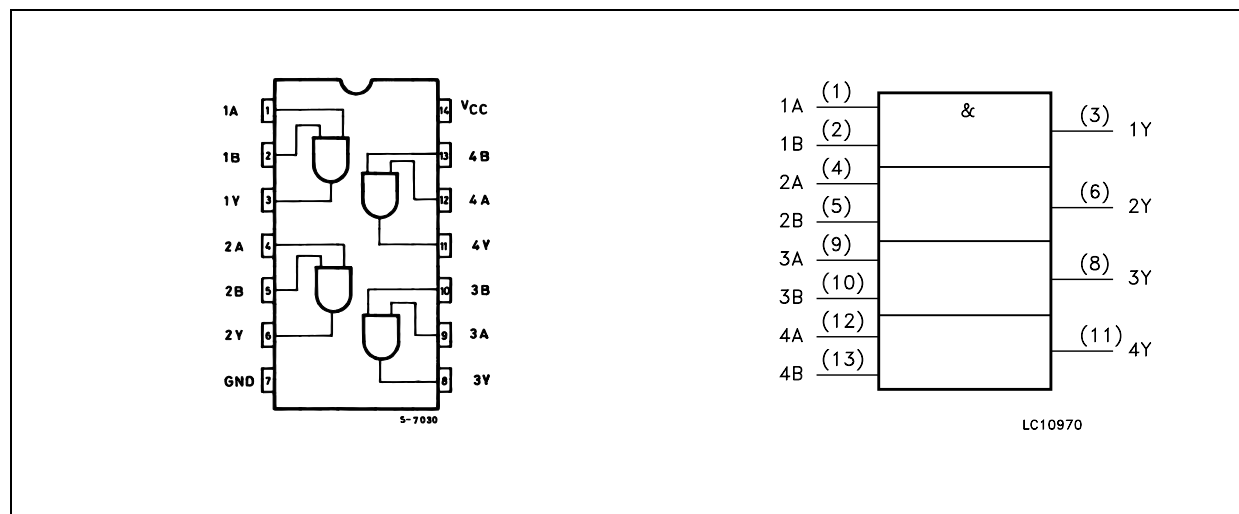 1A 1 14 VCC
1B 2 13 4B
1Y 3 12 4A
2A 4 11 4Y
2B 5 10 3B
2Y 6 9 3A
GND 7 8 3Y
S-7030
&
1A (1)
1B (2)
2A (4)
2B (5)
3A (9)
3B (10)
4A (12)
4B (13)
(3) 1Y
(6) 2Y
(8) 3Y
(11) 4Y
LC10970